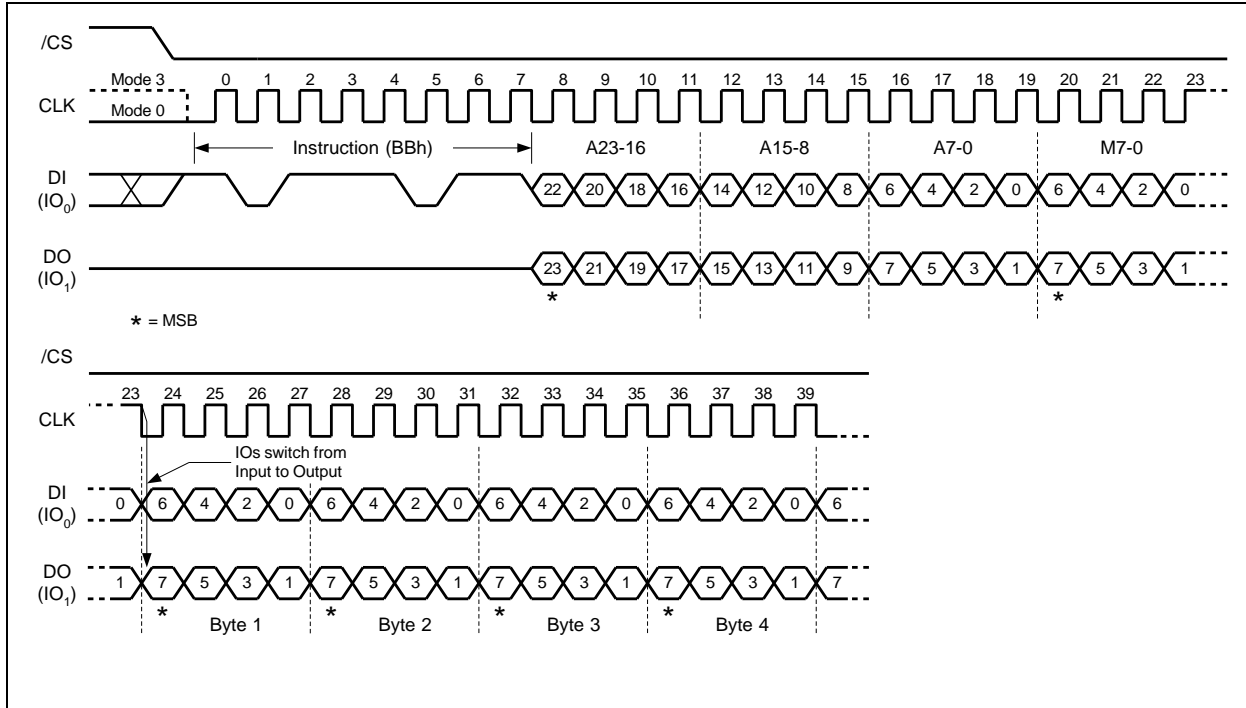 /CS
Mode 3 0 1 2 3 4 5 6 7 8 9 10 11 12 13 14 15 16 17 18 19 20 21 22 23
CLK
Mode 0
Instruction (BBh) A23-16 A15-8 A7-0 M7-0
DI
(IO0) 22 20 18 16 14 12 10 8 6 4 2 0 6 4 2 0
DO
(IO1) 23 21 19 17 15 13 11 9 7 5 3 1 7 5 3 1
* *
* = MSB
/CS
23 24 25 26 27 28 29 30 31 32 33 34 35 36 37 38 39
CLK
IOs switch from
Input to Output
DI
(IO0) 0 6 4 2 0 6 4 2 0 6 4 2 0 6 4 2 0 6
DO
(IO1) 1 7 5 3 1 7 5 3 1 7 5 3 1 7 5 3 1 7
* * * *
Byte 1 Byte 2 Byte 3 Byte 4